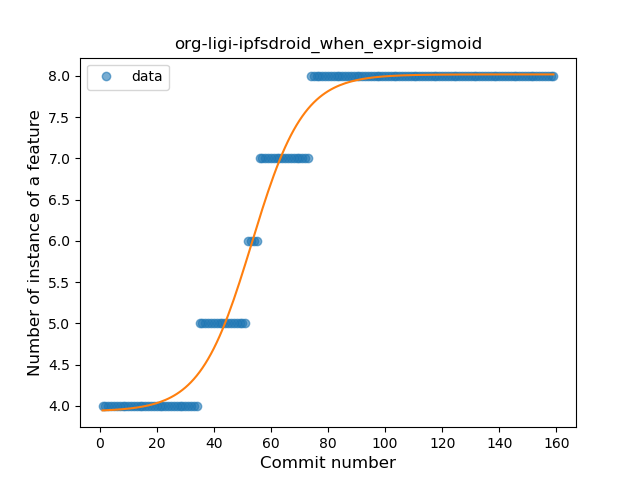 org-ligi-ipfsdroid_when_expr-sigmoid
data
Number of instance of a feature
8.0
7.5
7.0
6.5
6.0
5.5
5.0
4.5
4.0
0 20 40 60 80 100 120 140 160
Commit number